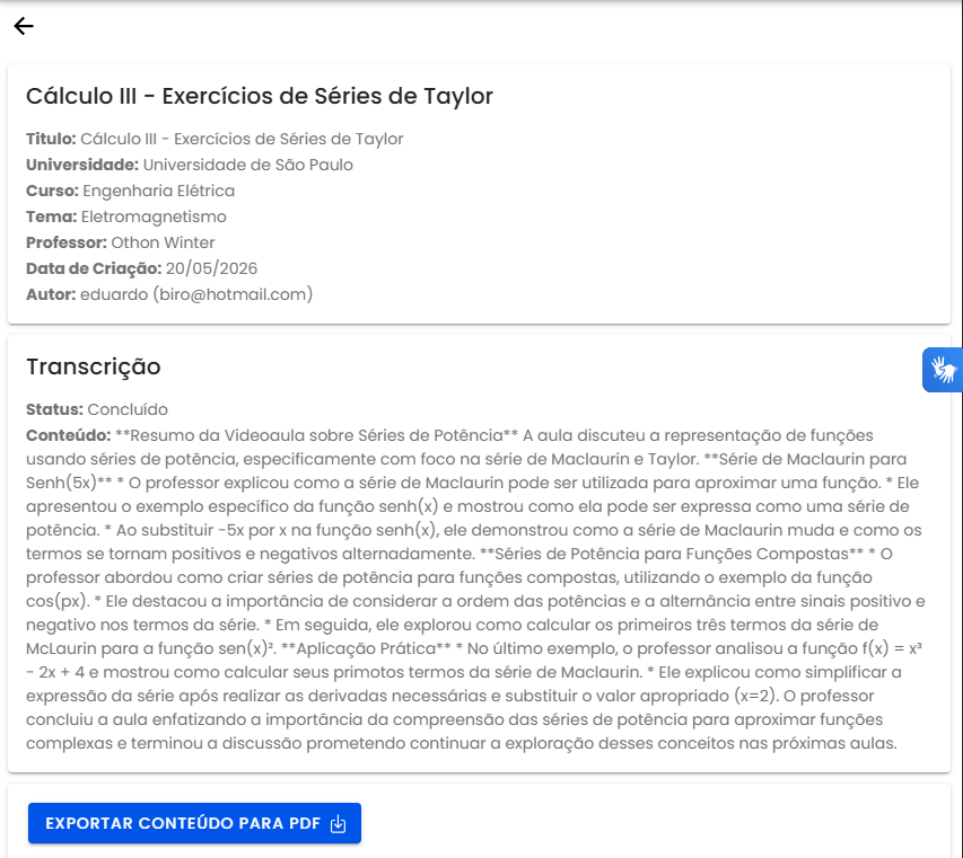 Cálculo III - Exercícios de Séries de Taylor
Titulo: Cálculo III - Exercícios de Séries de Taylor
Universidade: Universidade de São Paulo
Curso: Engenharia Elétrica
Tema: Eletromagnetismo
Professor: Othon Winter
Data de Criação: 20/05/2026
Autor: eduardo (biro@hotmail.com)
Transcrição
Status: Concluído
Conteúdo: **Resumo da Videoaula sobre Séries de Potência** A aula discuteu a representação de funções
usando séries de potência, especificamente com foco na série de Maclaurin e Taylor. **Série de Maclaurin para
Senh(5x)** * O professor explicou como a série de Maclaurin pode ser utilizada para aproximar uma função. * Ele
apresentou o exemplo específico da função senh(x) e mostrou como ela pode ser expressa como uma série de
potência. * Ao substituir -5x por x na função senh(x), ele demonstrou como a série de Maclaurin muda e como os
termos se tornam positivos e negativos alternadamente. **Séries de Potência para Funções Compostas** * O
professor abordou como criar séries de potência para funções compostas, utilizando o exemplo da função
cos(px). * Ele destacou a importância de considerar a ordem das potências e a alternância entre sinais positivo e
negativo nos termos da série. * Em seguida, ele explorou como calcular os primeiros três termos da série de
McLaurin para a função sen(x)². **Aplicação Prática** * No último exemplo, o professor analisou a função f(x) = x³
- 2x + 4 e mostrou como calcular seus primotos termos da série de Maclaurin. * Ele explicou como simplificar a
expressão da série após realizar as derivadas necessárias e substituir o valor apropriado (x=2). O professor
concluiu a aula enfatizando a importância da compreensão das séries de potência para aproximar funções
complexas e terminou a discussão prometendo continuar a exploração desses conceitos nas próximas aulas.
EXPORTAR CONTEÚDO PARA PDF